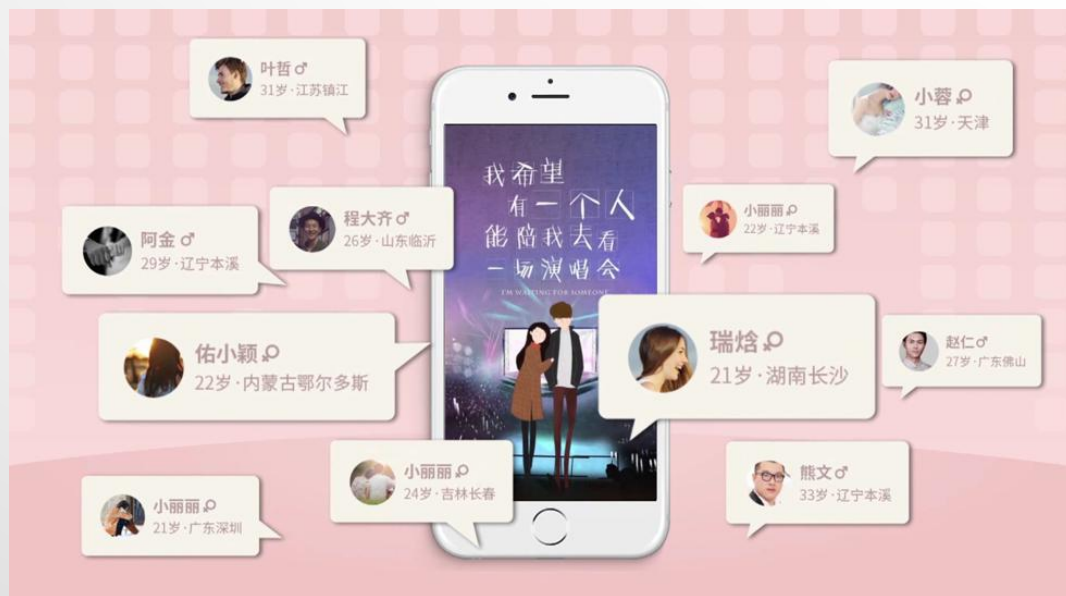 叶哲♂
31岁·江苏镇江
小蓉♀
31岁·天津
我希望
有一个人
能陪我去看
一场演唱会
I'M WAITING FOR SOMEONE
程大齐♂
26岁·山东临沂
小丽丽♀
22岁·辽宁本溪
阿金♂
29岁·辽宁本溪
佑小颖♀
22岁·内蒙古鄂尔多斯
瑞焓♀
21岁·湖南长沙
赵仁♂
27岁·广东佛山
小丽丽♀
24岁·吉林长春
熊文♂
33岁·辽宁本溪
小丽丽♀
21岁·广东深圳